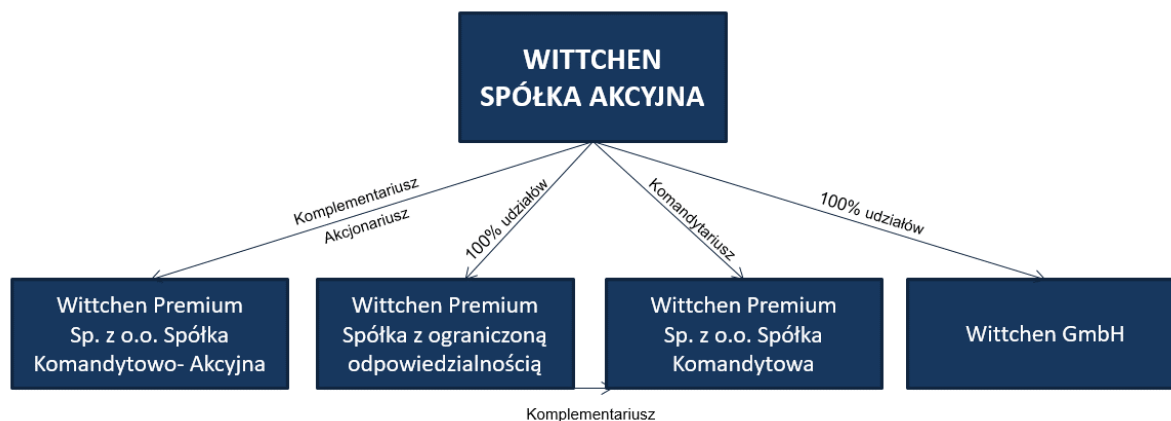 WITTCHEN
SPÓŁKA AKCYJNA
Komplementariusz
Akcjonariusz
100% udziałów
Komandytariusz
100% udziałów
Wittchen Premium
Sp. z o.o. Spółka
Komandytowo- Akcyjna
Wittchen Premium
Spółka z ograniczoną
odpowiedzialnością
Wittchen Premium
Sp. z o.o. Spółka
Komandytowa
Wittchen GmbH
Komplementariusz